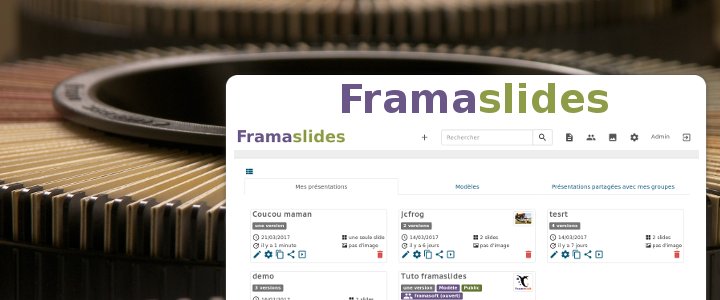 Framaslides
Framaslides
Rechercher
Admin
Mes présentations
Modèles
Présentations partagées avec mes groupes
Coucou maman
une version
21/03/2017
une seule slide
il y a 1 minute
pas d'image
jcfrog
2 versions
14/03/2017
2 slides
il y a 6 jours
pas d'image
tesrt
4 versions
14/03/2017
2 slides
il y a 7 jours
pas d'image
demo
3 versions
Tuto framaslides
une version
Modèle
Public
framasoft (ouvert)